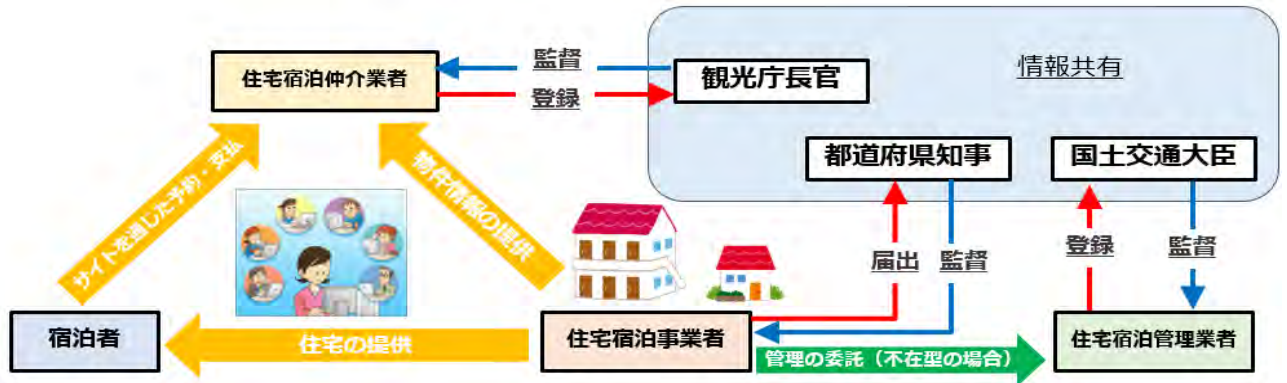 住宅宿泊仲介業者
監督
登録
観光庁長官
情報共有
都道府県知事
国土交通大臣
サイトを通じた予約・支払
物件情報の提供
届出
監督
登録
監督
宿泊者
住宅の提供
住宅宿泊事業者
管理の委託（不在型の場合）
住宅宿泊管理業者